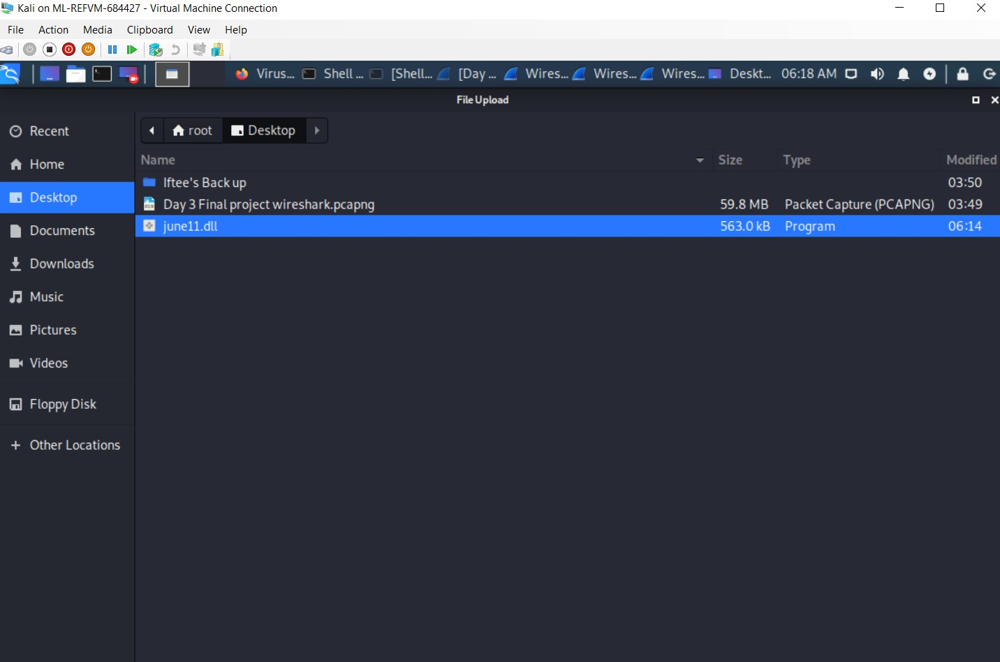 Kali on ML-REFVM-684427 - Virtual Machine Connection
File Action Media Clipboard View Help
Virus... Shell ... [Shell... [Day ... Wires... Wires... Wires... Deskt... 06:18 AM
File Upload
Recent
Home
Desktop
Documents
Downloads
Music
Pictures
Videos
Floppy Disk
Other Locations
root Desktop
Name Size Type Modified
Iftee's Back up 03:50
Day 3 Final project wireshark.pcapng 59.8 MB Packet Capture (PCAPNG) 03:49
june11.dll 563.0 kB Program 06:14